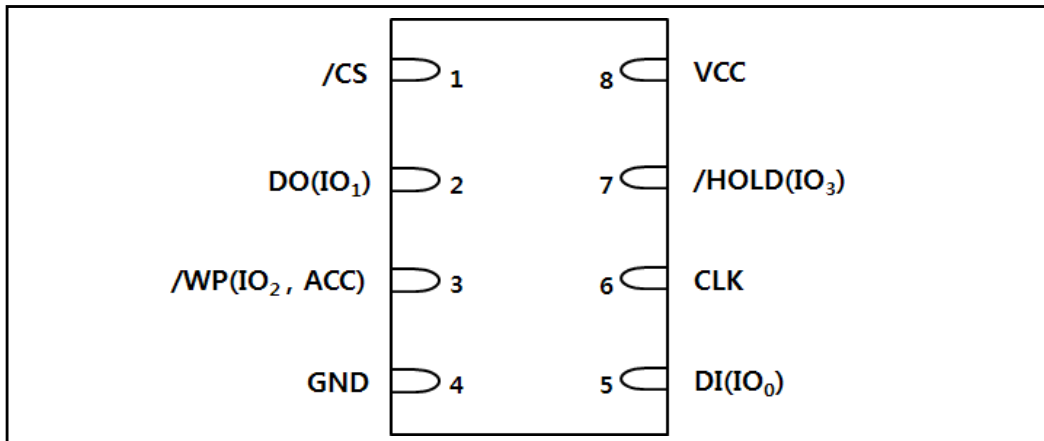 /CS 1 8 VCC
DO(IO₁) 2 7 /HOLD(IO₃)
/WP(IO₂, ACC) 3 6 CLK
GND 4 5 DI(IO₀)